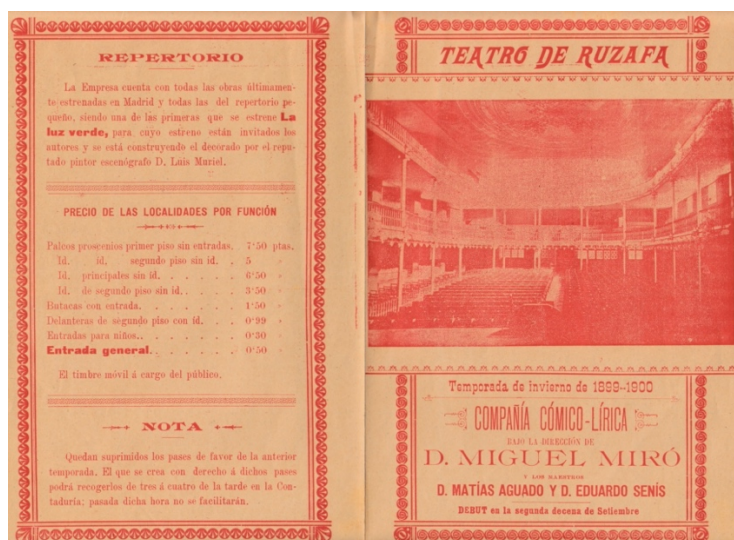 REPERTORIO
La Empresa cuenta con todas las obras últimamen-
te estrenadas en Madrid y todas las del repertorio pe-
queño, siendo una de las primeras que se estrene La
luz verde, para cuyo estreno están invitados los
autores y se está construyendo el decorado por el repu-
tado pintor escenógrafo D. Luis Muriel.
PRECIO DE LAS LOCALIDADES POR FUNCIÓN
Palcos proscenios primer piso sin entradas. 7'50 ptas.
Id. id. segundo piso sin id. . 5 »
Id. principales sin id. . . . . . 6'50 »
Id. de segundo piso sin id. . . . . 3'50 »
Butacas con entrada. . . . . . . 1'50 »
Delanteras de segundo piso con id. . . . 0'99 »
Entradas para niños. . . . . . . 0'30 »
Entrada general. . . . . . . 0'50 »
El timbre móvil á cargo del público.
NOTA
Quedan suprimidos los pases de favor de la anterior
temporada. El que se crea con derecho á dichos pases
podrá recogerlos de tres á cuatro de la tarde en la Con-
taduría; pasada dicha hora no se facilitarán.
TEATRO DE RUZAFA
Temporada de invierno de 1899-1900
COMPAÑÍA CÓMICO-LÍRICA
BAJO LA DIRECCIÓN DE
D. MIGUEL MIRÓ
Y LOS MAESTROS
D. MATÍAS AGUADO Y D. EDUARDO SENÍS
DEBUT en la segunda decena de Setiembre